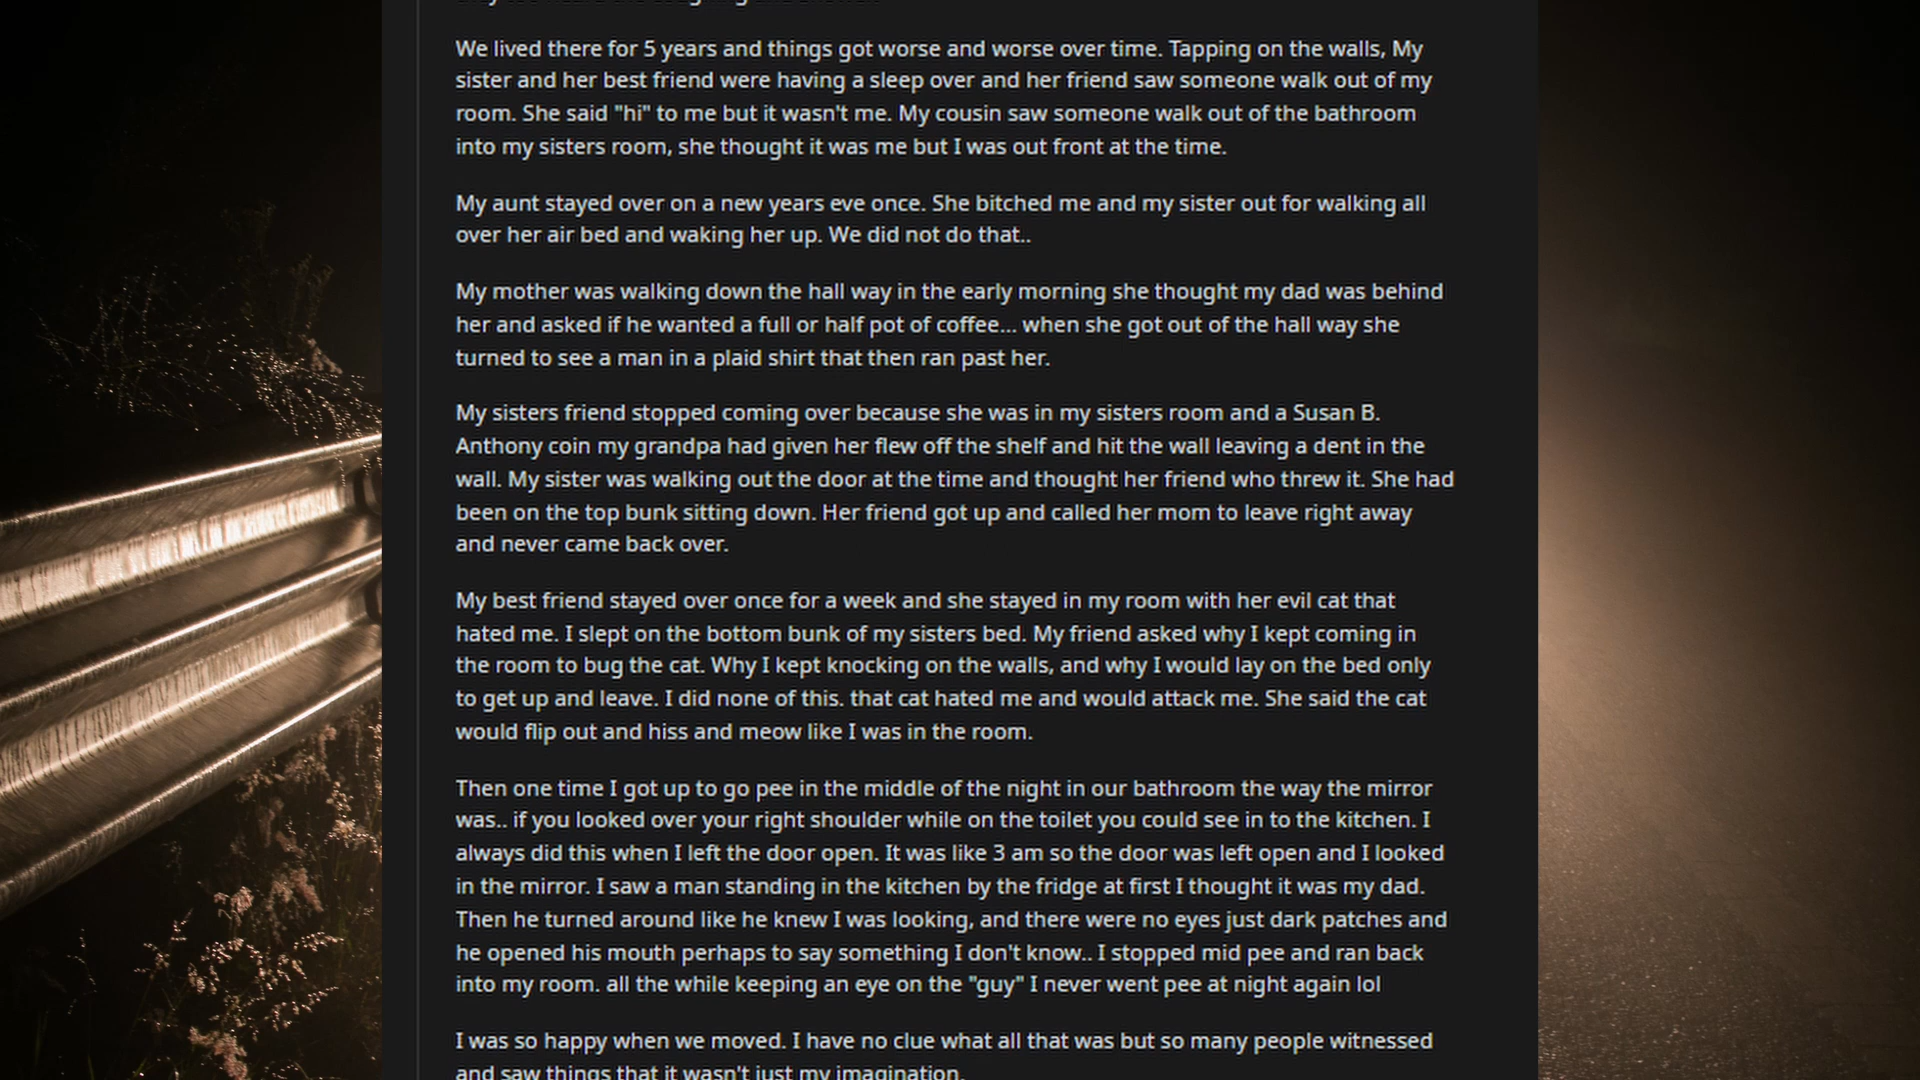 We lived there for 5 years and things got worse and worse over time. Tapping on the walls, My
sister and her best friend were having a sleep over and her friend saw someone walk out of my
room. She said "hi" to me but it wasn't me. My cousin saw someone walk out of the bathroom
into my sisters room, she thought it was me but I was out front at the time.
My aunt stayed over on a new years eve once. She bitched me and my sister out for walking all
over her air bed and waking her up. We did not do that..
My mother was walking down the hall way in the early morning she thought my dad was behind
her and asked if he wanted a full or half pot of coffee... when she got out of the hall way she
turned to see a man in a plaid shirt that then ran past her.
My sisters friend stopped coming over because she was in my sisters room and a Susan B.
Anthony coin my grandpa had given her flew off the shelf and hit the wall leaving a dent in the
wall. My sister was walking out the door at the time and thought her friend who threw it. She had
been on the top bunk sitting down. Her friend got up and called her mom to leave right away
and never came back over.
My best friend stayed over once for a week and she stayed in my room with her evil cat that
hated me. I slept on the bottom bunk of my sisters bed. My friend asked why I kept coming in
the room to bug the cat. Why I kept knocking on the walls, and why I would lay on the bed only
to get up and leave. I did none of this. that cat hated me and would attack me. She said the cat
would flip out and hiss and meow like I was in the room.
Then one time I got up to go pee in the middle of the night in our bathroom the way the mirror
was.. if you looked over your right shoulder while on the toilet you could see in to the kitchen. I
always did this when I left the door open. It was like 3 am so the door was left open and I looked
in the mirror. I saw a man standing in the kitchen by the fridge at first I thought it was my dad.
Then he turned around like he knew I was looking, and there were no eyes just dark patches and
he opened his mouth perhaps to say something I don't know.. I stopped mid pee and ran back
into my room. all the while keeping an eye on the "guy" I never went pee at night again lol
I was so happy when we moved. I have no clue what all that was but so many people witnessed
and saw things that it wasn't just my imagination.